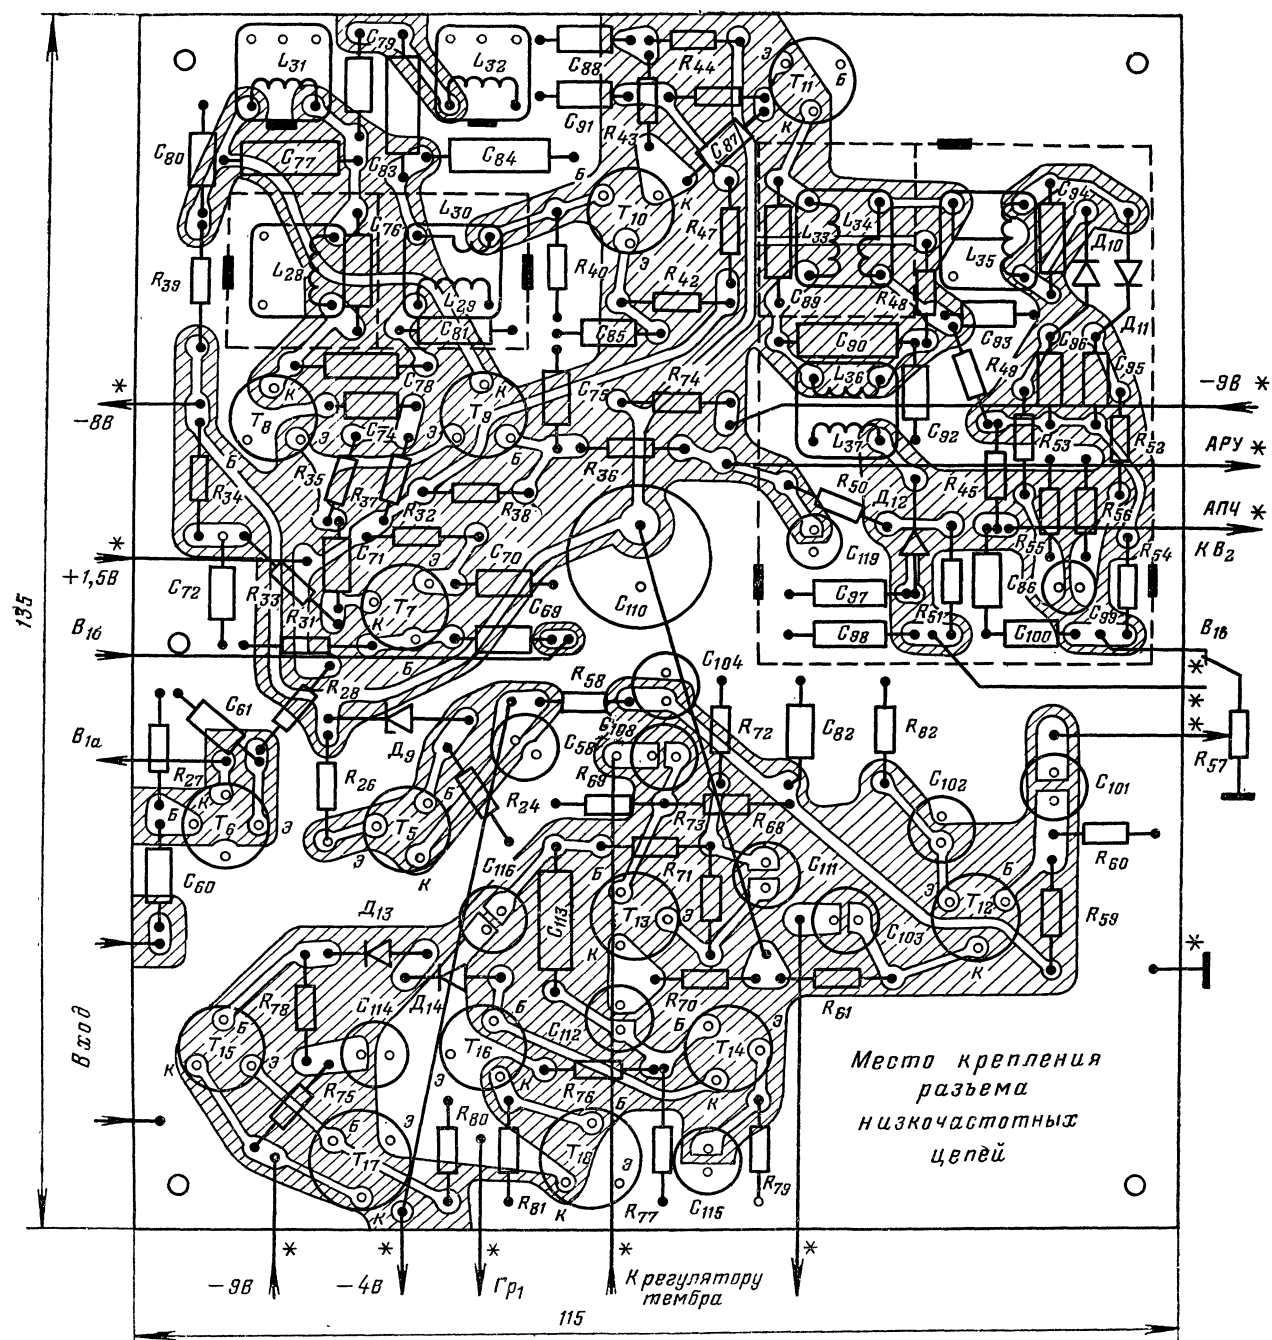 C79
L31
L32
C88
R44
Э
T11
Б
C91
К
R43
C87
C80
C77
C83
C84
Б
К
C94
L30
T10
R47
L33
L34
Д10
C76
Э
L35
R39
L28
R40
R42
L29
C89
R48
Д11
C81
C85
C90
C93
C96
R49
C95
К
C78
К
C75
R74
L36
*
−8В
T8
T9
−9В *
C74
Э
Э
L37
C92
R53
R52
Б
Б
R36
АРУ *
R34
R35
R37
R50
R45
R32
R38
Д12
R56
АПЧ *
*
+1,5В
C71
C70
C119
R55
R54
КВ2
Э
C72
R33
T7
C69
C110
C97
R51
C86
C99
R31
К
135
В1б
Б
C98
C100
В1в
R28
R58
C104
*
*
C61
C108
*
В1а
Д9
C58
R72
C82
R82
R57
R27
R26
R69
C102
C101
К
R24
Б
T6
Э
Б
T5
R73
R68
Э
К
C116
R71
C111
R60
C60
Б
C113
T13
Э
Э
T12
Б
Д13
R59
C103
К
К
*
R78
Д14
R70
R61
C114
Б
C112
Б
Э
Вход
T15
Б
T16
T14
К
Э
Место крепления
разъема
низкочастотных
цепей
R75
Э
К
R76
К
R80
Б
Б
Э
T17
T18
Э
R79
К
R81
К
R77
C115
* * * * *
−9В
−4В
Гр1
К регулятору
тембра
115